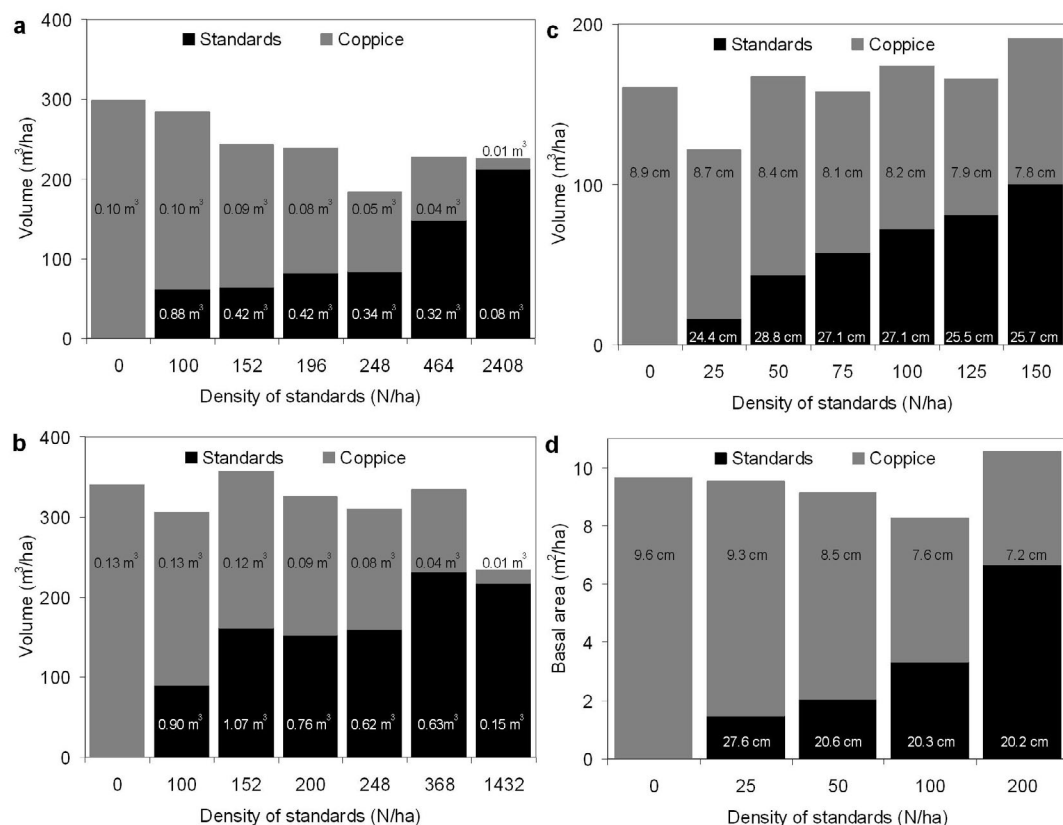 a
Standards Coppice
Volume (m³/ha)
400
300
200
100
0
0.10 m³ 0.10 m³ 0.09 m³ 0.08 m³ 0.05 m³ 0.04 m³ 0.01 m³
0.88 m³ 0.42 m³ 0.42 m³ 0.34 m³ 0.32 m³ 0.08 m³
0 100 152 196 248 464 2408
Density of standards (N/ha)
b
Standards Coppice
Volume (m³/ha)
400
300
200
100
0
0.13 m³ 0.13 m³ 0.12 m³ 0.09 m³ 0.08 m³ 0.04 m³ 0.01 m³
0.90 m³ 1.07 m³ 0.76 m³ 0.62 m³ 0.63m³ 0.15 m³
0 100 152 200 248 368 1432
Density of standards (N/ha)
c
Standards Coppice
Volume (m³/ha)
200
100
0
8.9 cm 8.7 cm 8.4 cm 8.1 cm 8.2 cm 7.9 cm 7.8 cm
24.4 cm 28.8 cm 27.1 cm 27.1 cm 25.5 cm 25.7 cm
0 25 50 75 100 125 150
Density of standards (N/ha)
d
Standards Coppice
Basal area (m²/ha)
10
8
6
4
2
0
9.6 cm 9.3 cm 8.5 cm 7.6 cm 7.2 cm
27.6 cm 20.6 cm 20.3 cm 20.2 cm
0 25 50 100 200
Density of standards (N/ha)